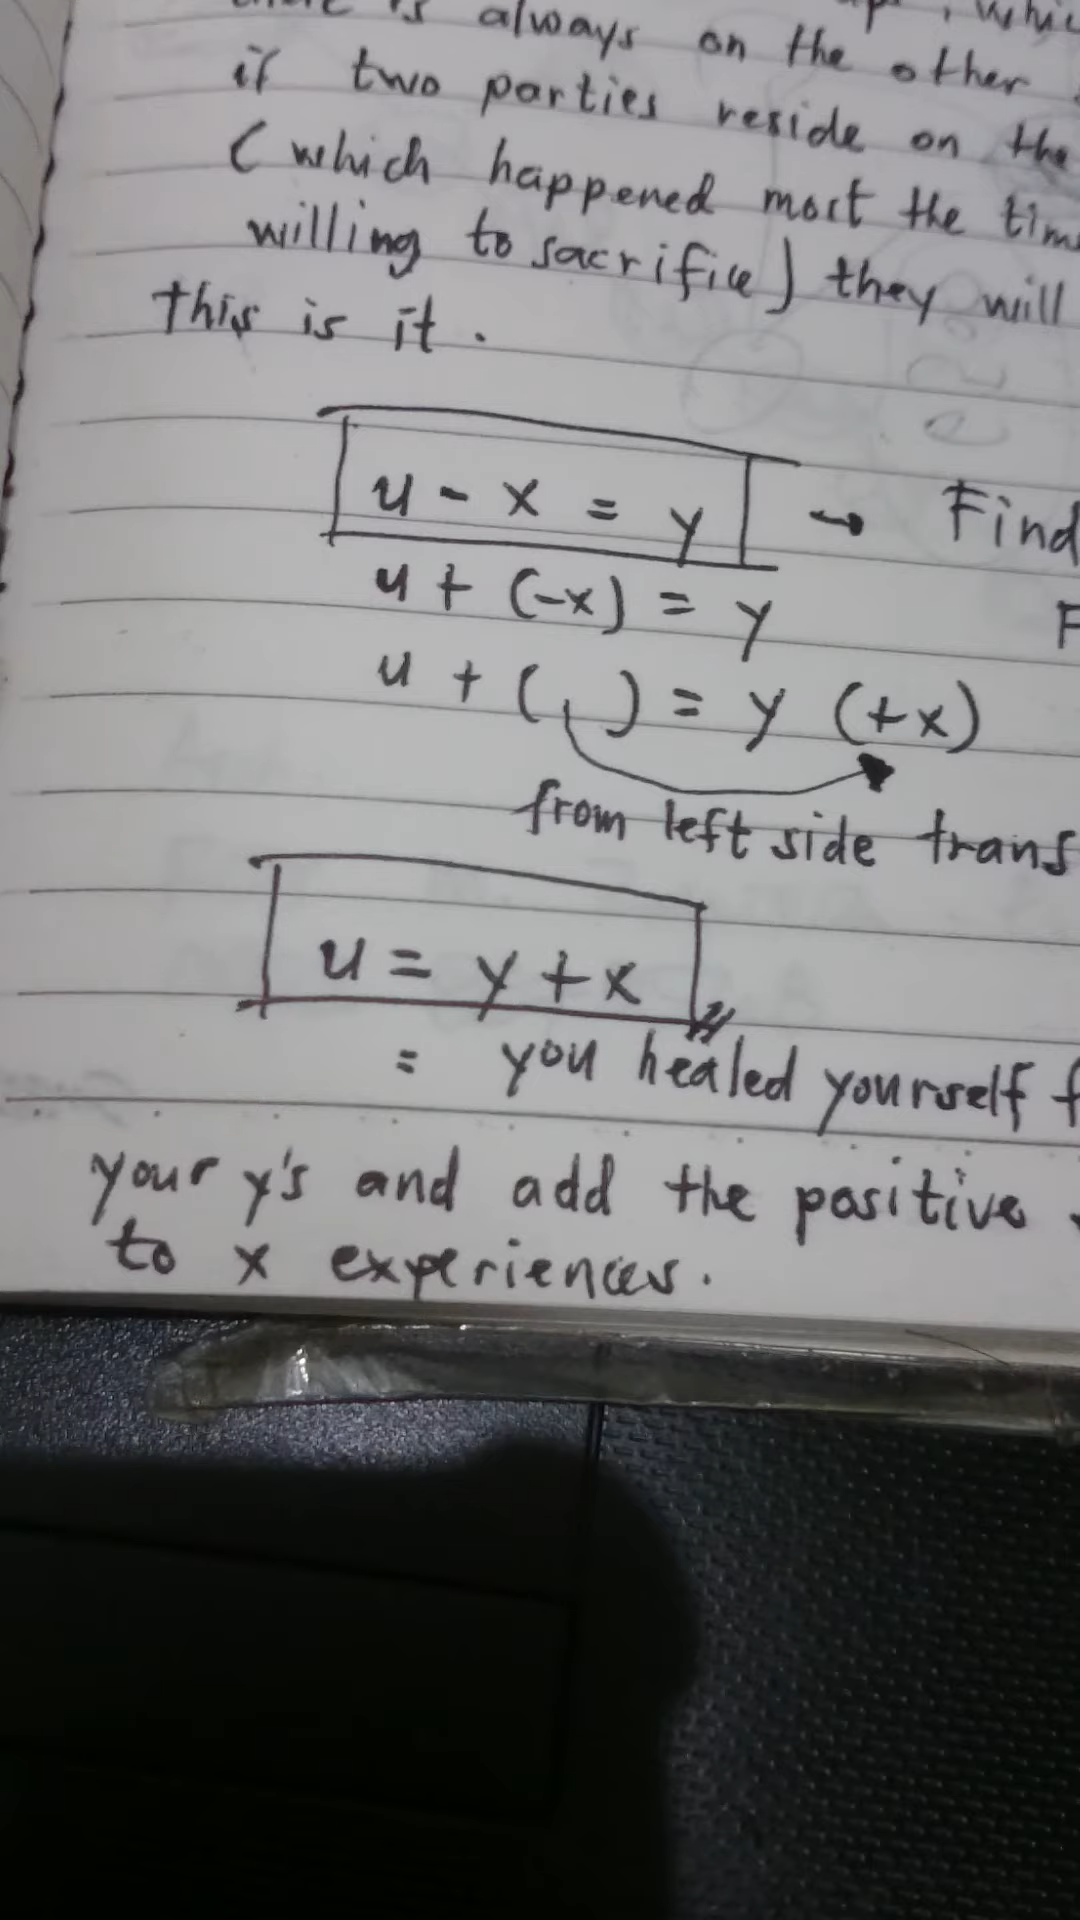 is always on the other
if two parties reside on the
(which happened most the time
willing to sacrifice) they will
this is it.
u - x = y → Find
u + (-x) = y F
u + ( ) = y (+x)
from left side trans
u = y + x
= you healed yourself f
your y's and add the positive
to x experiences.